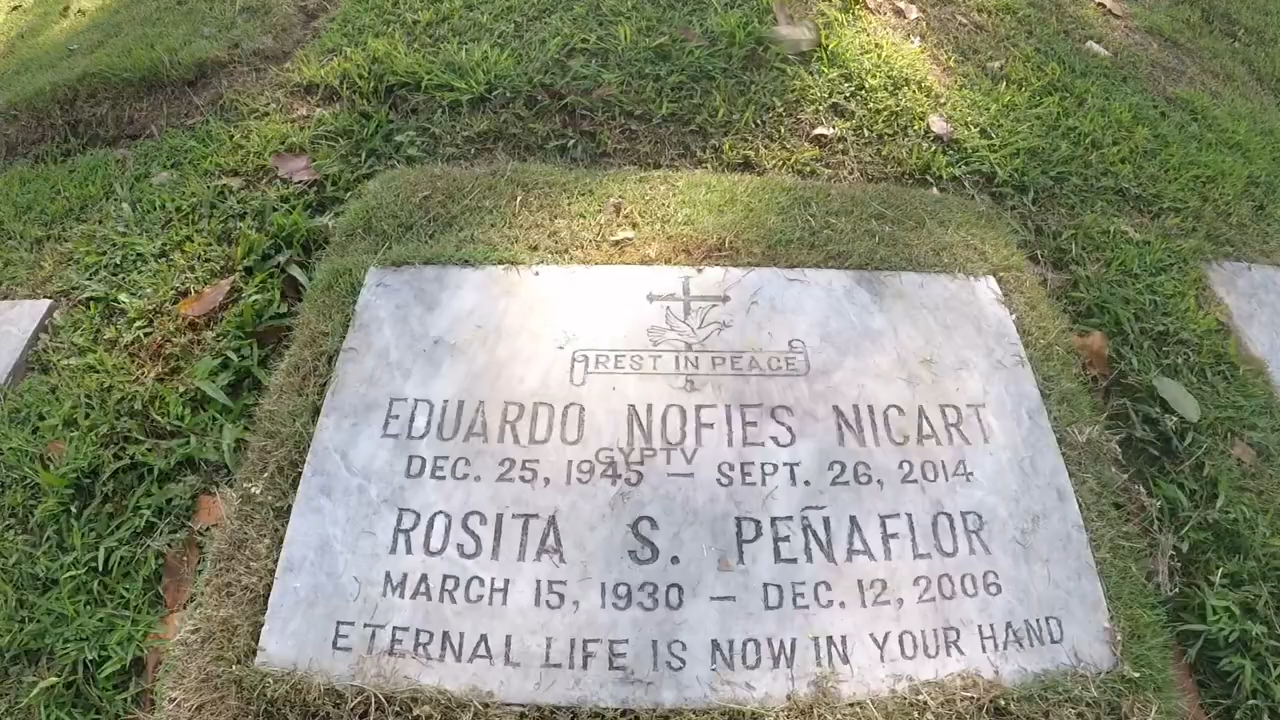 REST IN PEACE
EDUARDO NOFIES NICART
GYPTV
DEC. 25, 1945 — SEPT. 26, 2014
ROSITA S. PEÑAFLOR
MARCH 15, 1930 — DEC. 12, 2006
ETERNAL LIFE IS NOW IN YOUR HAND